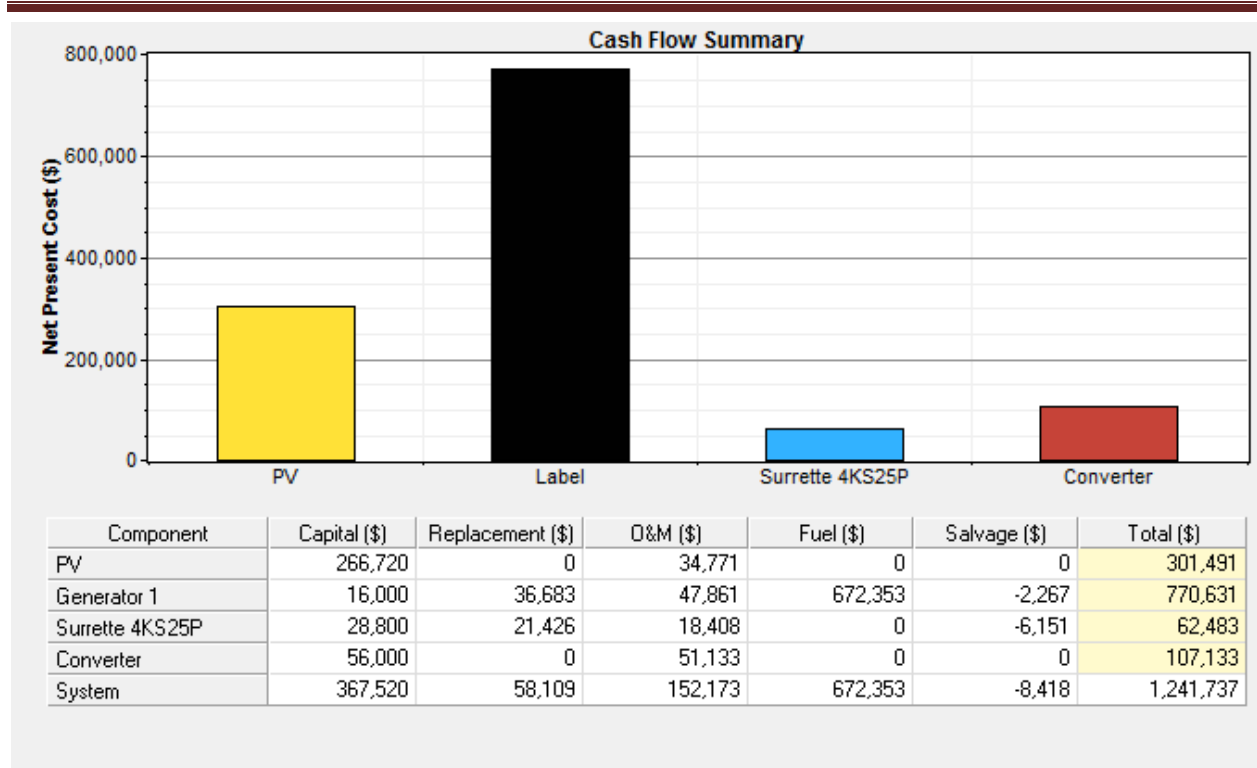 Cash Flow Summary
800,000
600,000
400,000
200,000
0
Net Present Cost ($)
PV Label Surrette 4KS25P Converter
Component Capital ($) Replacement ($) O&M ($) Fuel ($) Salvage ($) Total ($)
PV 266,720 0 34,771 0 0 301,491
Generator 1 16,000 36,683 47,861 672,353 -2,267 770,631
Surrette 4KS25P 28,800 21,426 18,408 0 -6,151 62,483
Converter 56,000 0 51,133 0 0 107,133
System 367,520 58,109 152,173 672,353 -8,418 1,241,737